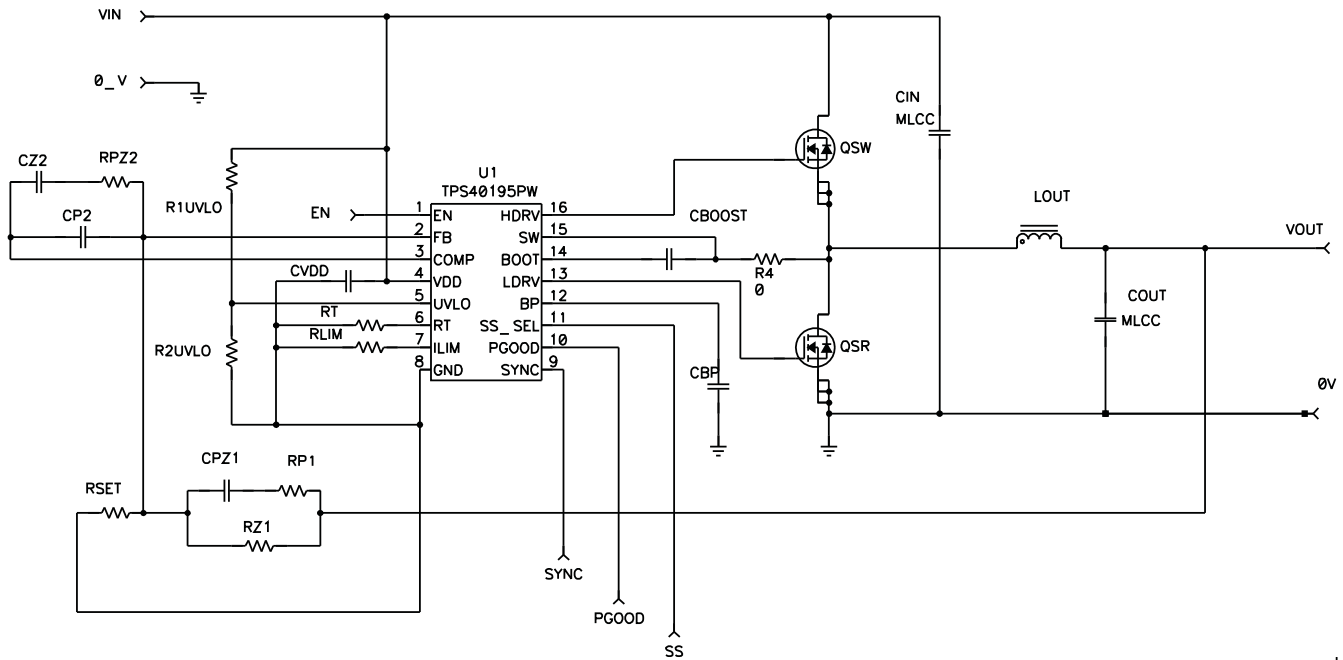 VIN
0_V
CIN
MLCC
CZ2
RPZ2
QSW
U1
TPS40195PW
R1UVLO
CP2
EN
1 EN HDRV 16
2 FB SW 15
3 COMP BOOT 14
4 VDD LDRV 13
5 UVLO BP 12
6 RT SS_SEL 11
7 ILIM PGOOD 10
8 GND SYNC 9
CBOOST
LOUT
VOUT
CVDD
R4
0
COUT
MLCC
RT
RLIM
R2UVLO
QSR
CBP
0V
CPZ1
RP1
RSET
RZ1
SYNC
PGOOD
SS